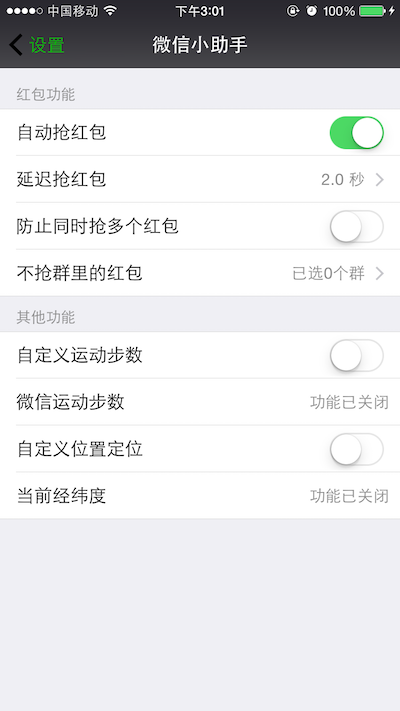 中国移动 下午3:01 100%
设置 微信小助手
红包功能
自动抢红包
延迟抢红包 2.0 秒
防止同时抢多个红包
不抢群里的红包 已选0个群
其他功能
自定义运动步数
微信运动步数 功能已关闭
自定义位置定位
当前经纬度 功能已关闭